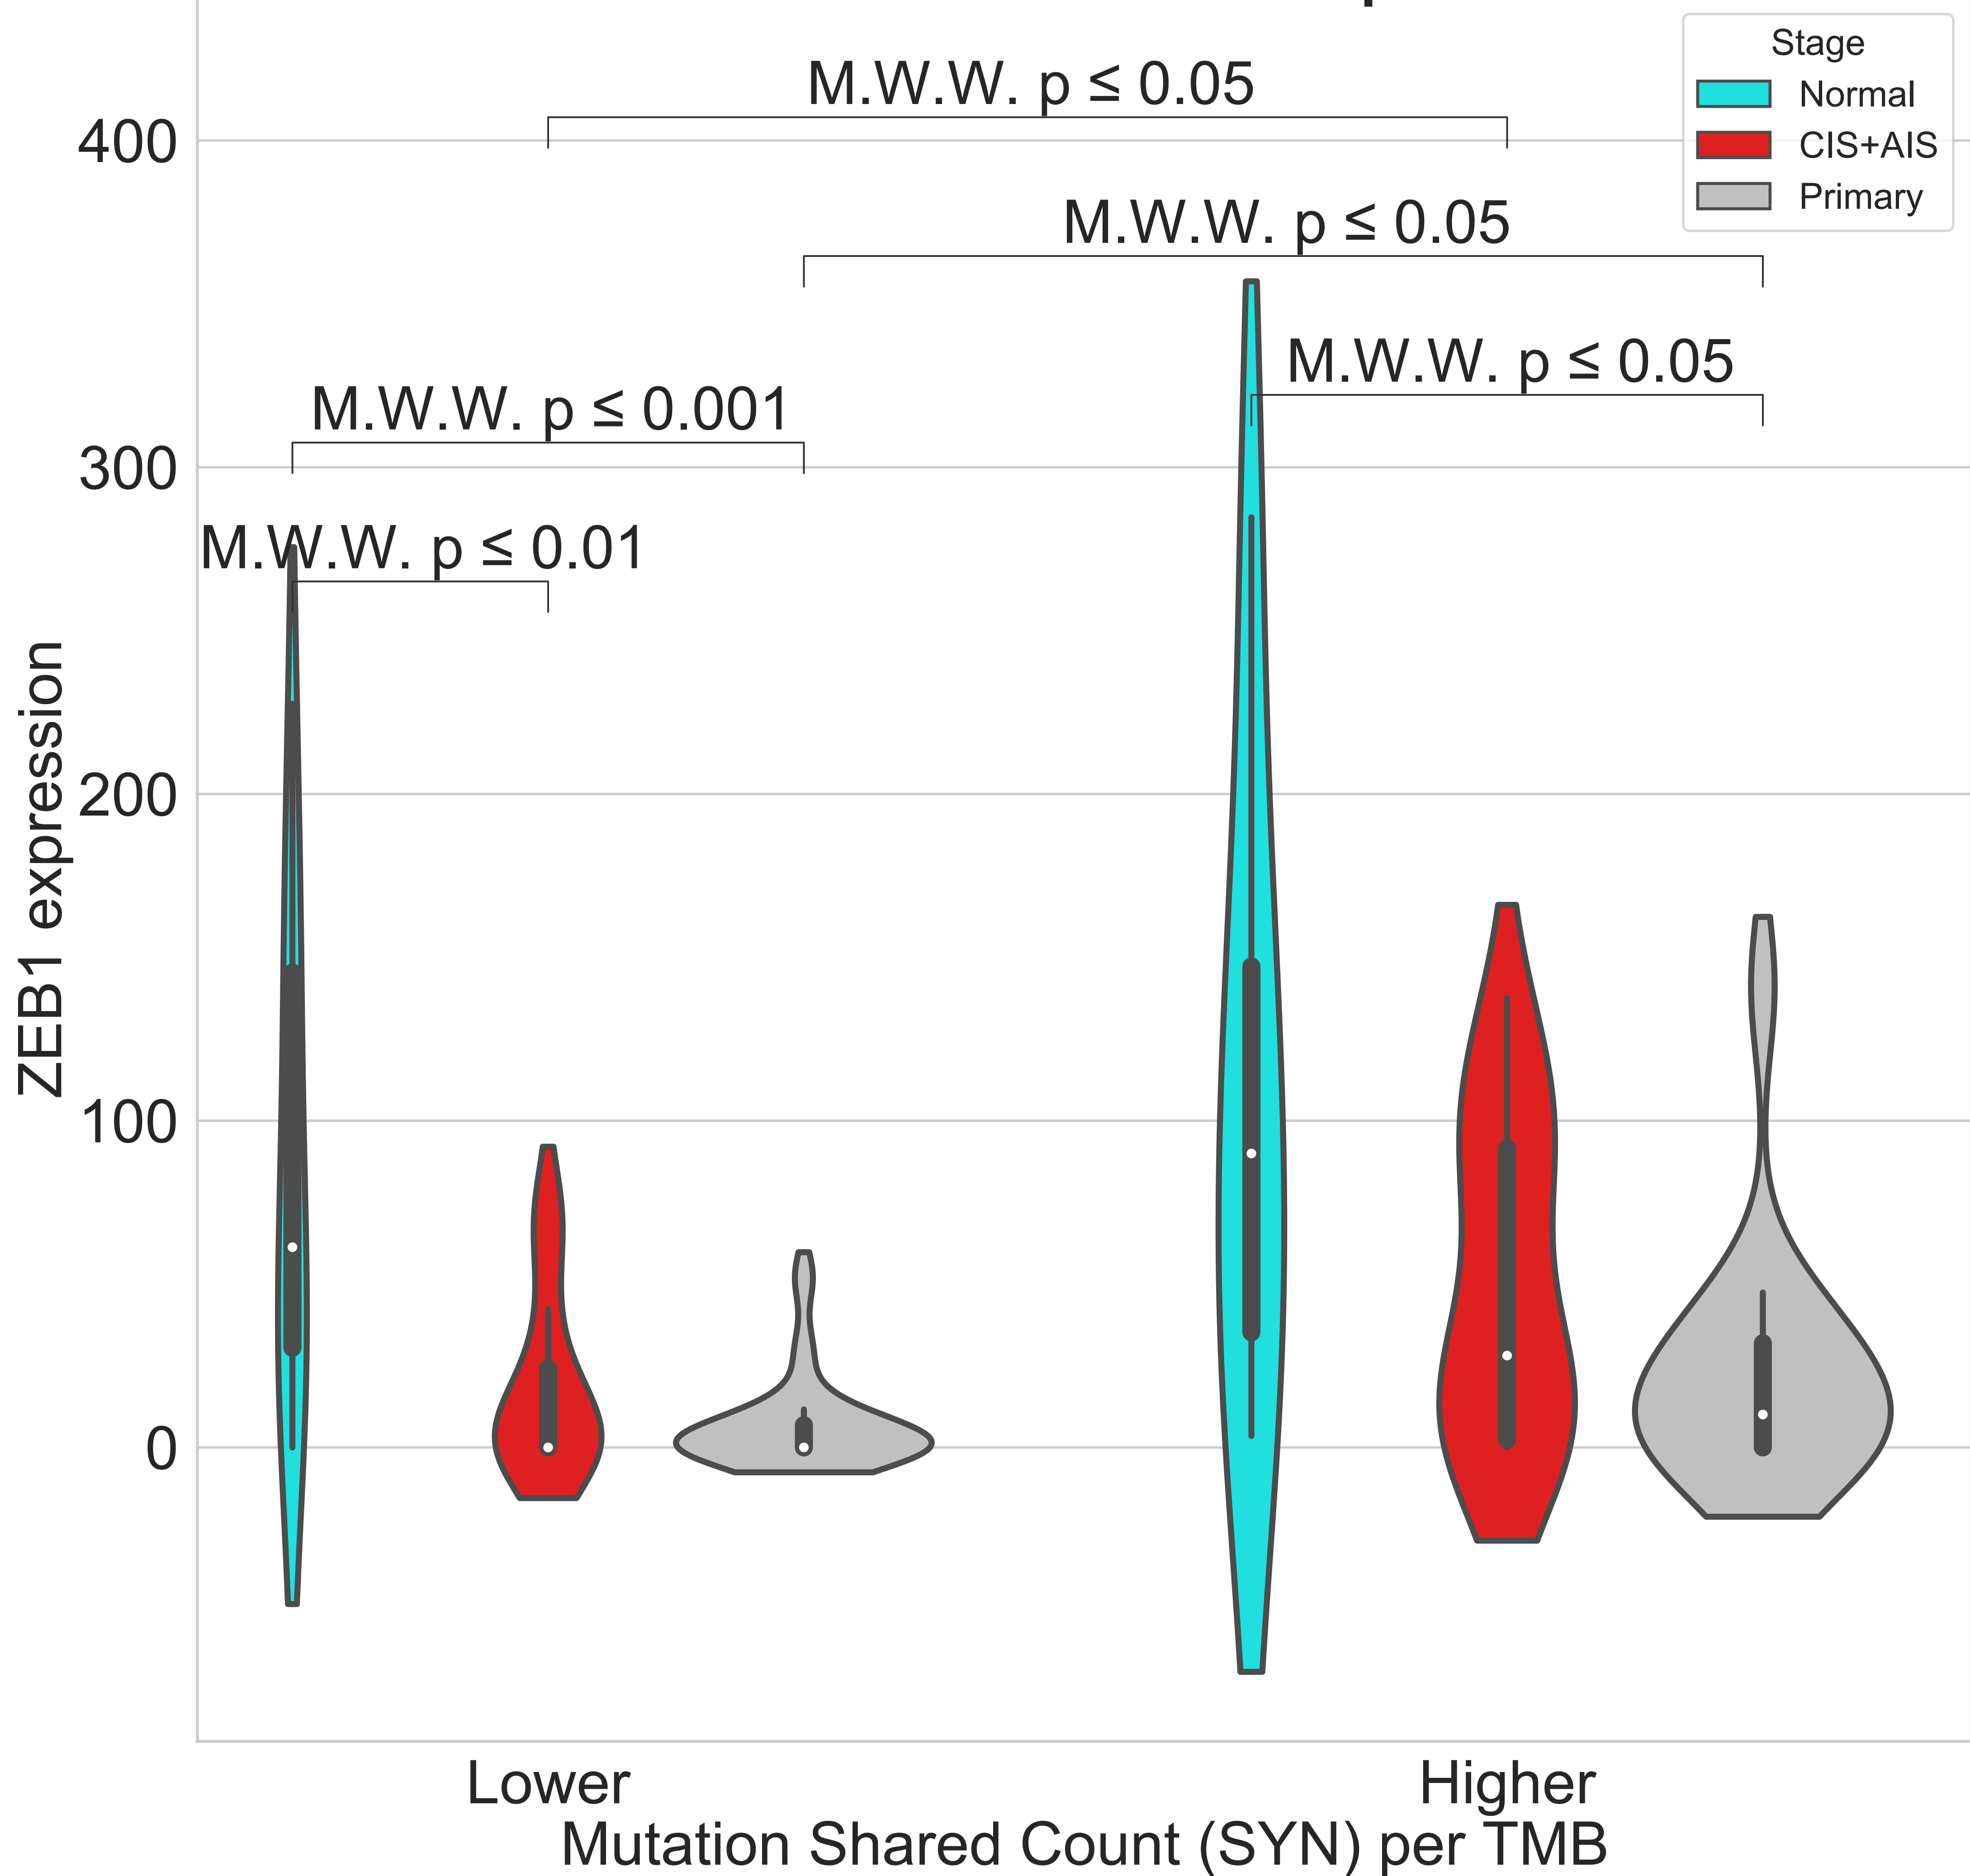 Stage
Normal
CIS+AIS
Primary
M.W.W. p ≤ 0.05
M.W.W. p ≤ 0.05
M.W.W. p ≤ 0.05
M.W.W. p ≤ 0.001
M.W.W. p ≤ 0.01
400
300
200
100
0
ZEB1 expression
Lower
Higher
Mutation Shared Count (SYN) per TMB